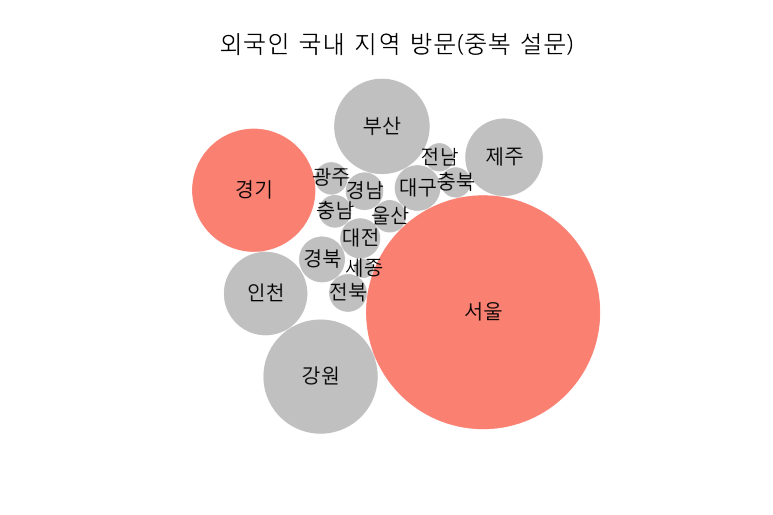 외국인 국내 지역 방문(중복 설문)
부산
전남
제주
광주
경남
대구
충북
경기
충남
울산
대전
경북
세종
인천
전북
서울
강원